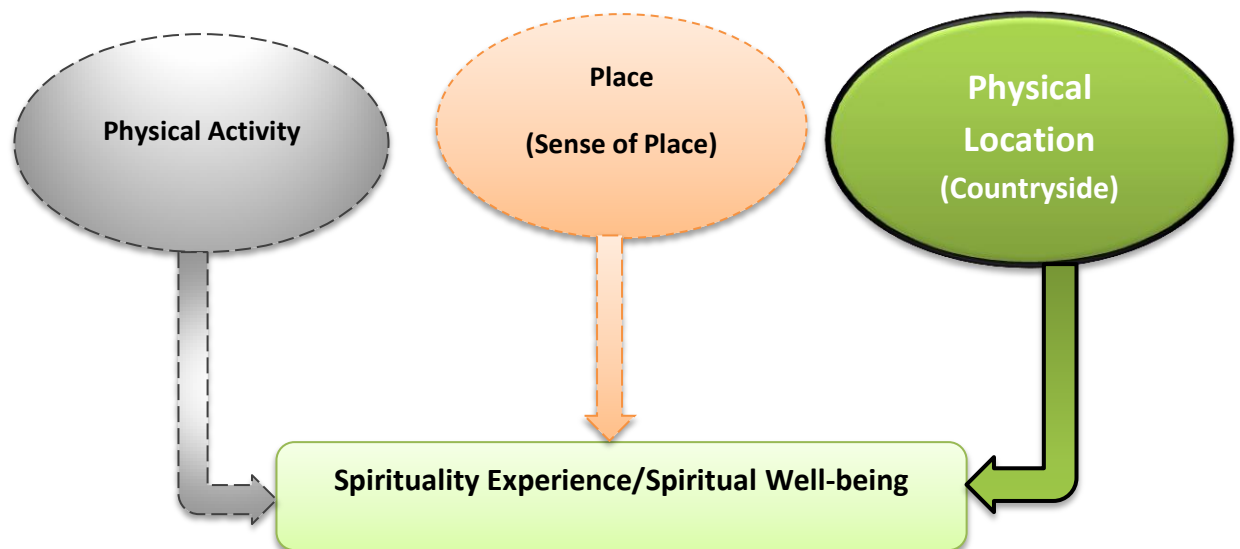 Physical Activity
Place
(Sense of Place)
Physical
Location
(Countryside)
Spirituality Experience/Spiritual Well-being